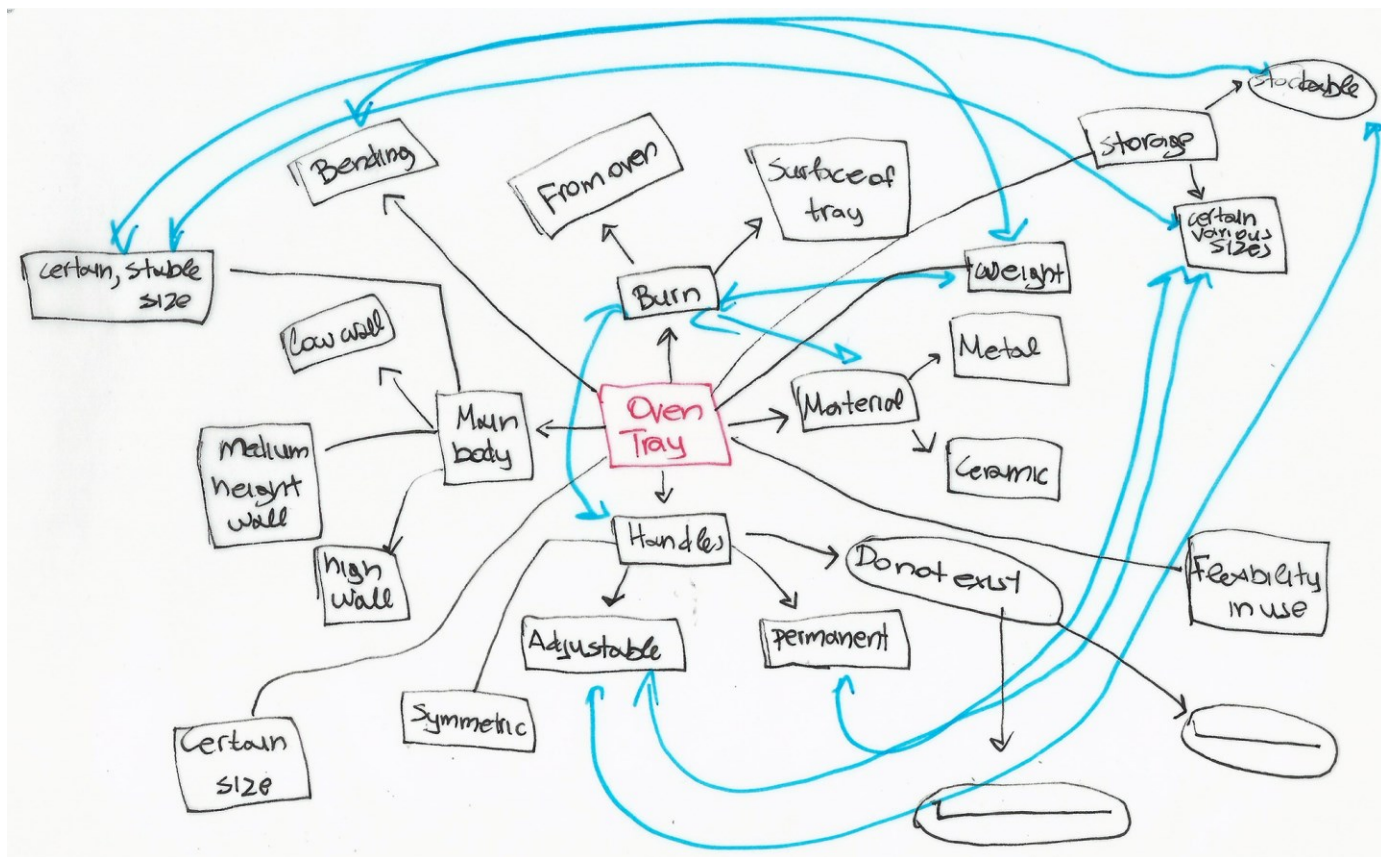 stackable
storage
Bending
From oven
Surface of
tray
certain
various
sizes
certain, stable
size
Burn
weight
Low wall
Metal
Material
Oven
Tray
Main
body
Medium
height
wall
Ceramic
Handles
Do not exist
high
wall
Flexibility
in use
Adjustable
permanent
Symmetric
Certain
size